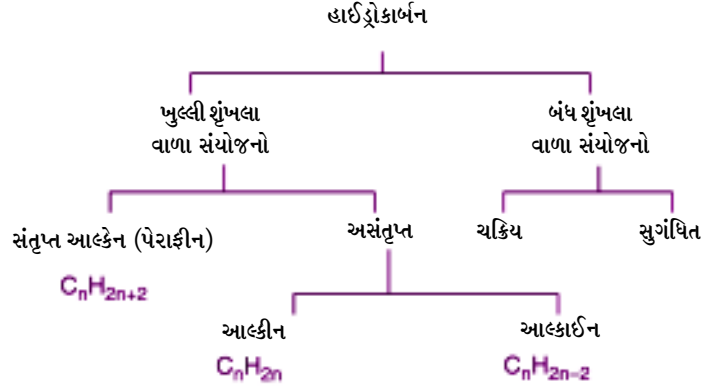 હાઈડ્રોકાર્બન
ખુલ્લી શૃંખલા
વાળા સંયોજનો
બંધ શૃંખલા
વાળા સંયોજનો
સંતૃપ્ત આલ્કેન (પેરાફીન)
CnH2n+2
અસંતૃપ્ત
ચક્રિય
સુગંધિત
આલ્કીન
CnH2n
આલ્કાઈન
CnH2n−2